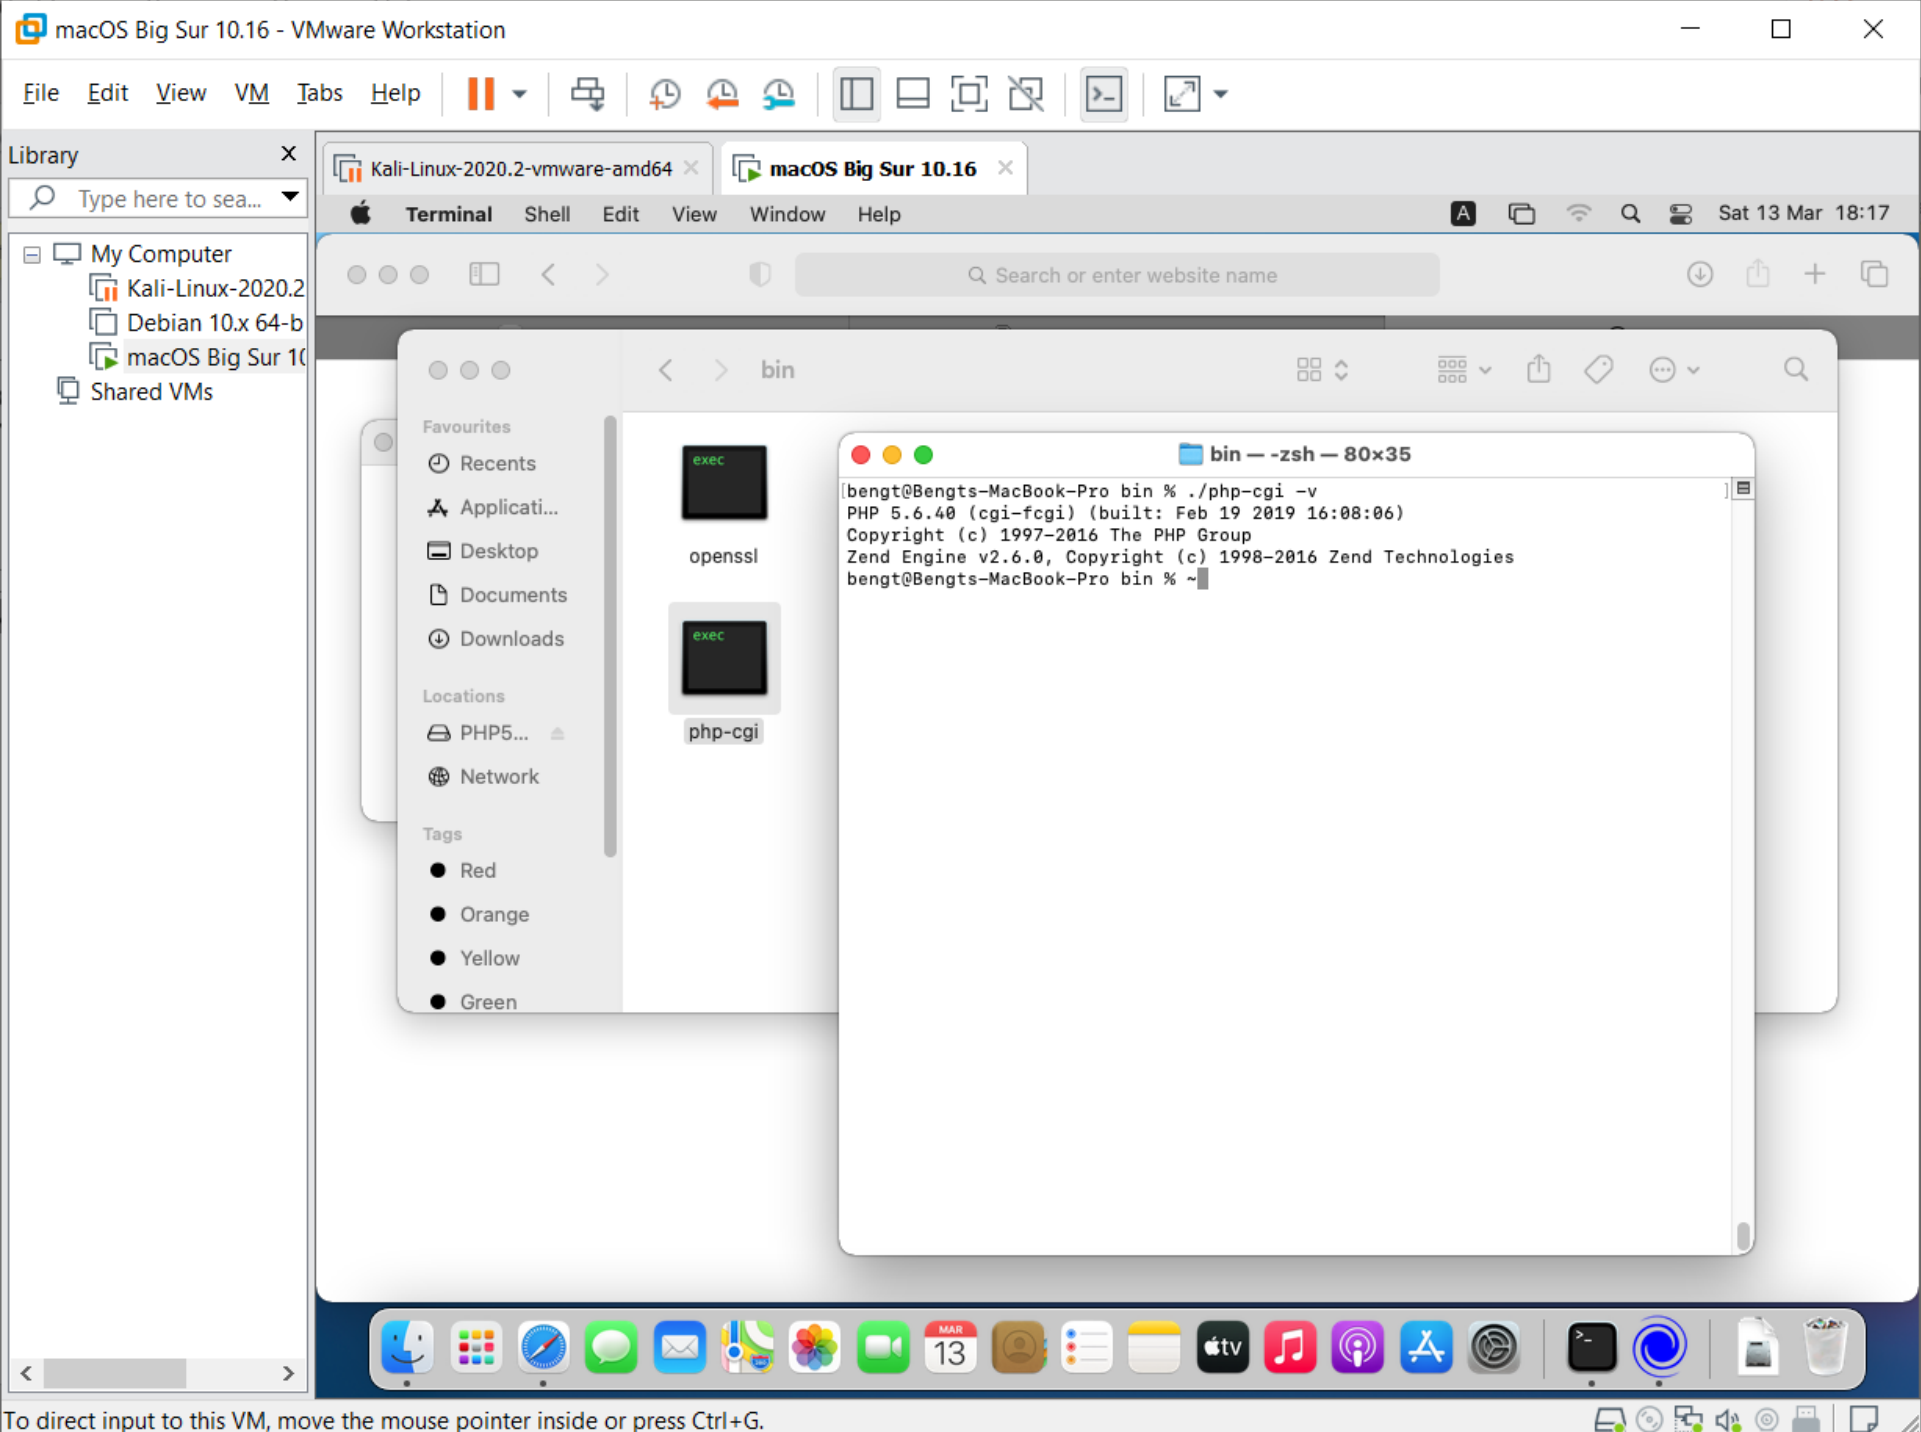 macOS Big Sur 10.16 - VMware Workstation
File Edit View VM Tabs Help
Library
Type here to sea...
My Computer
Kali-Linux-2020.2
Debian 10.x 64-b
macOS Big Sur 10
Shared VMs
Kali-Linux-2020.2-vmware-amd64
macOS Big Sur 10.16
Terminal Shell Edit View Window Help
A
Sat 13 Mar 18:17
Search or enter website name
bin
Favourites
Recents
Applicati...
Desktop
Documents
Downloads
Locations
PHP5...
Network
Tags
Red
Orange
Yellow
Green
exec
openssl
exec
php-cgi
bin — -zsh — 80×35
[bengt@Bengts-MacBook-Pro bin % ./php-cgi -v ]
PHP 5.6.40 (cgi-fcgi) (built: Feb 19 2019 16:08:06)
Copyright (c) 1997-2016 The PHP Group
Zend Engine v2.6.0, Copyright (c) 1998-2016 Zend Technologies
bengt@Bengts-MacBook-Pro bin % ~
MAR
13
tv
>_
To direct input to this VM, move the mouse pointer inside or press Ctrl+G.